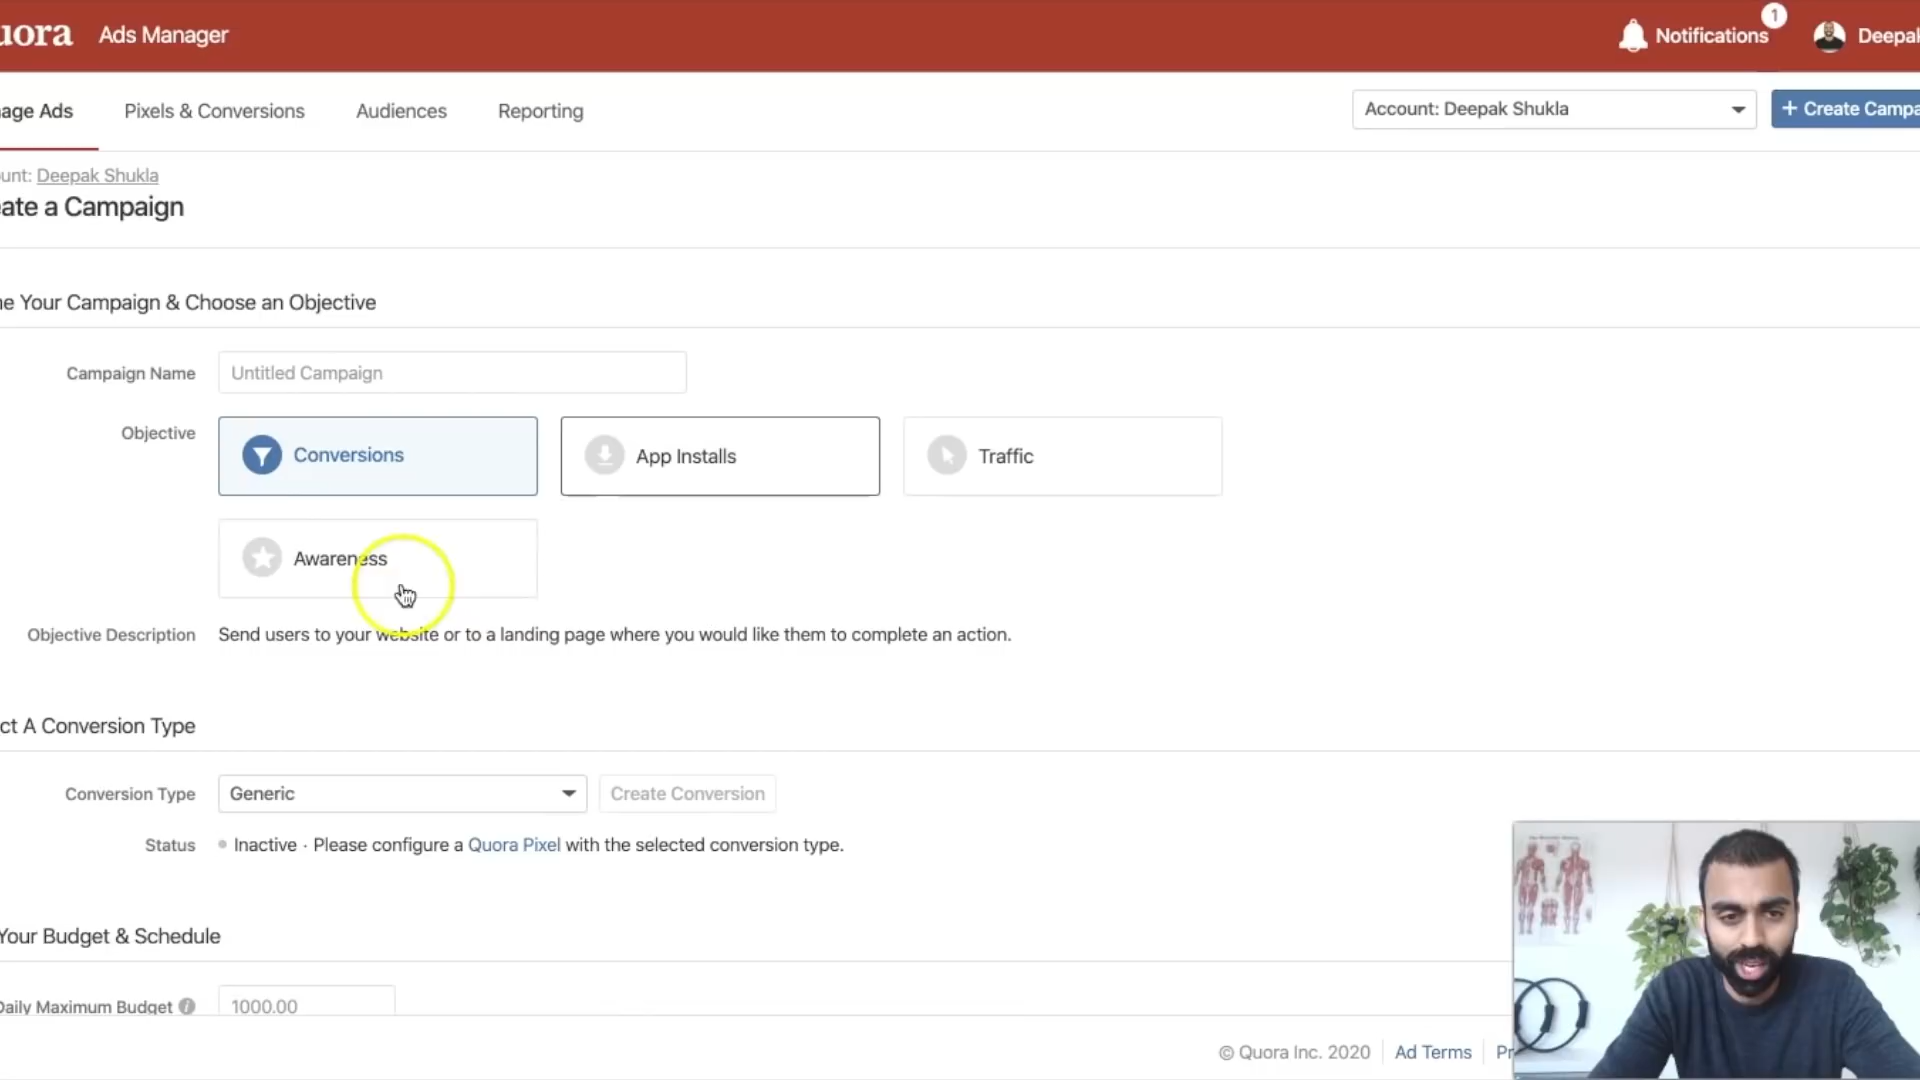 uora Ads Manager Notifications 1 Deepak
age Ads Pixels & Conversions Audiences Reporting Account: Deepak Shukla + Create Campa
unt: Deepak Shukla
ate a Campaign
e Your Campaign & Choose an Objective
Campaign Name Untitled Campaign
Objective Conversions App Installs Traffic
Awareness
Objective Description Send users to your website or to a landing page where you would like them to complete an action.
ct A Conversion Type
Conversion Type Generic Create Conversion
Status Inactive · Please configure a Quora Pixel with the selected conversion type.
Your Budget & Schedule
Daily Maximum Budget 1000.00
© Quora Inc. 2020 Ad Terms Pr